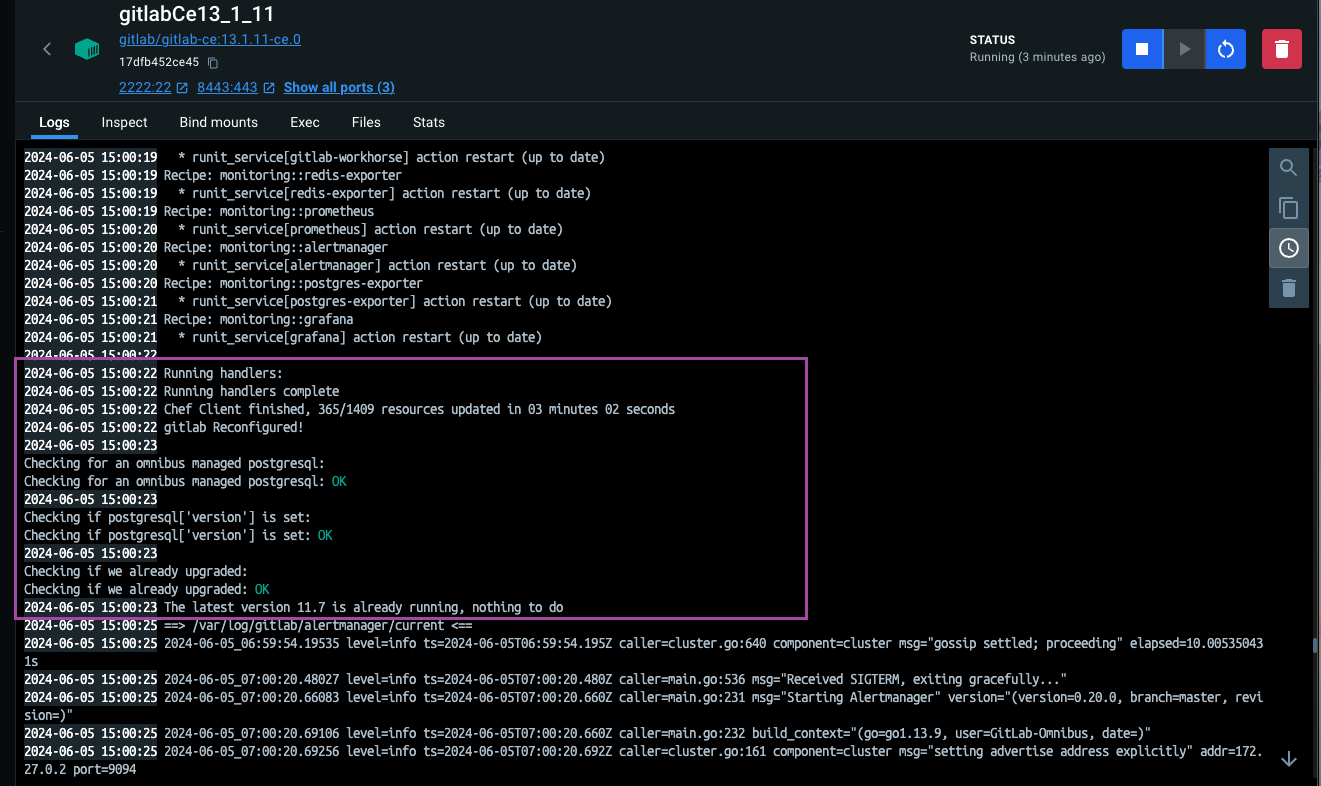 gitlabCe13_1_11
gitlab/gitlab-ce:13.1.11-ce.0
17dfb452ce45
2222:22 8443:443 Show all ports (3)
STATUS
Running (3 minutes ago)
Logs Inspect Bind mounts Exec Files Stats
2024-06-05 15:00:19   * runit_service[gitlab-workhorse] action restart (up to date)
2024-06-05 15:00:19 Recipe: monitoring::redis-exporter
2024-06-05 15:00:19   * runit_service[redis-exporter] action restart (up to date)
2024-06-05 15:00:19 Recipe: monitoring::prometheus
2024-06-05 15:00:20   * runit_service[prometheus] action restart (up to date)
2024-06-05 15:00:20 Recipe: monitoring::alertmanager
2024-06-05 15:00:20   * runit_service[alertmanager] action restart (up to date)
2024-06-05 15:00:20 Recipe: monitoring::postgres-exporter
2024-06-05 15:00:21   * runit_service[postgres-exporter] action restart (up to date)
2024-06-05 15:00:21 Recipe: monitoring::grafana
2024-06-05 15:00:21   * runit_service[grafana] action restart (up to date)
2024-06-05 15:00:22
2024-06-05 15:00:22 Running handlers:
2024-06-05 15:00:22 Running handlers complete
2024-06-05 15:00:22 Chef Client finished, 365/1409 resources updated in 03 minutes 02 seconds
2024-06-05 15:00:22 gitlab Reconfigured!
2024-06-05 15:00:23
Checking for an omnibus managed postgresql:
Checking for an omnibus managed postgresql: OK
2024-06-05 15:00:23
Checking if postgresql['version'] is set:
Checking if postgresql['version'] is set: OK
2024-06-05 15:00:23
Checking if we already upgraded:
Checking if we already upgraded: OK
2024-06-05 15:00:23 The latest version 11.7 is already running, nothing to do
2024-06-05 15:00:25 ==> /var/log/gitlab/alertmanager/current <==
2024-06-05 15:00:25 2024-06-05_06:59:54.19535 level=info ts=2024-06-05T06:59:54.195Z caller=cluster.go:640 component=cluster msg="gossip settled; proceeding" elapsed=10.00535043
1s
2024-06-05 15:00:25 2024-06-05_07:00:20.48027 level=info ts=2024-06-05T07:00:20.480Z caller=main.go:536 msg="Received SIGTERM, exiting gracefully..."
2024-06-05 15:00:25 2024-06-05_07:00:20.66083 level=info ts=2024-06-05T07:00:20.660Z caller=main.go:231 msg="Starting Alertmanager" version="(version=0.20.0, branch=master, revi
sion=)"
2024-06-05 15:00:25 2024-06-05_07:00:20.69106 level=info ts=2024-06-05T07:00:20.660Z caller=main.go:232 build_context="(go=go1.13.9, user=GitLab-Omnibus, date=)"
2024-06-05 15:00:25 2024-06-05_07:00:20.69256 level=info ts=2024-06-05T07:00:20.692Z caller=cluster.go:161 component=cluster msg="setting advertise address explicitly" addr=172.
27.0.2 port=9094